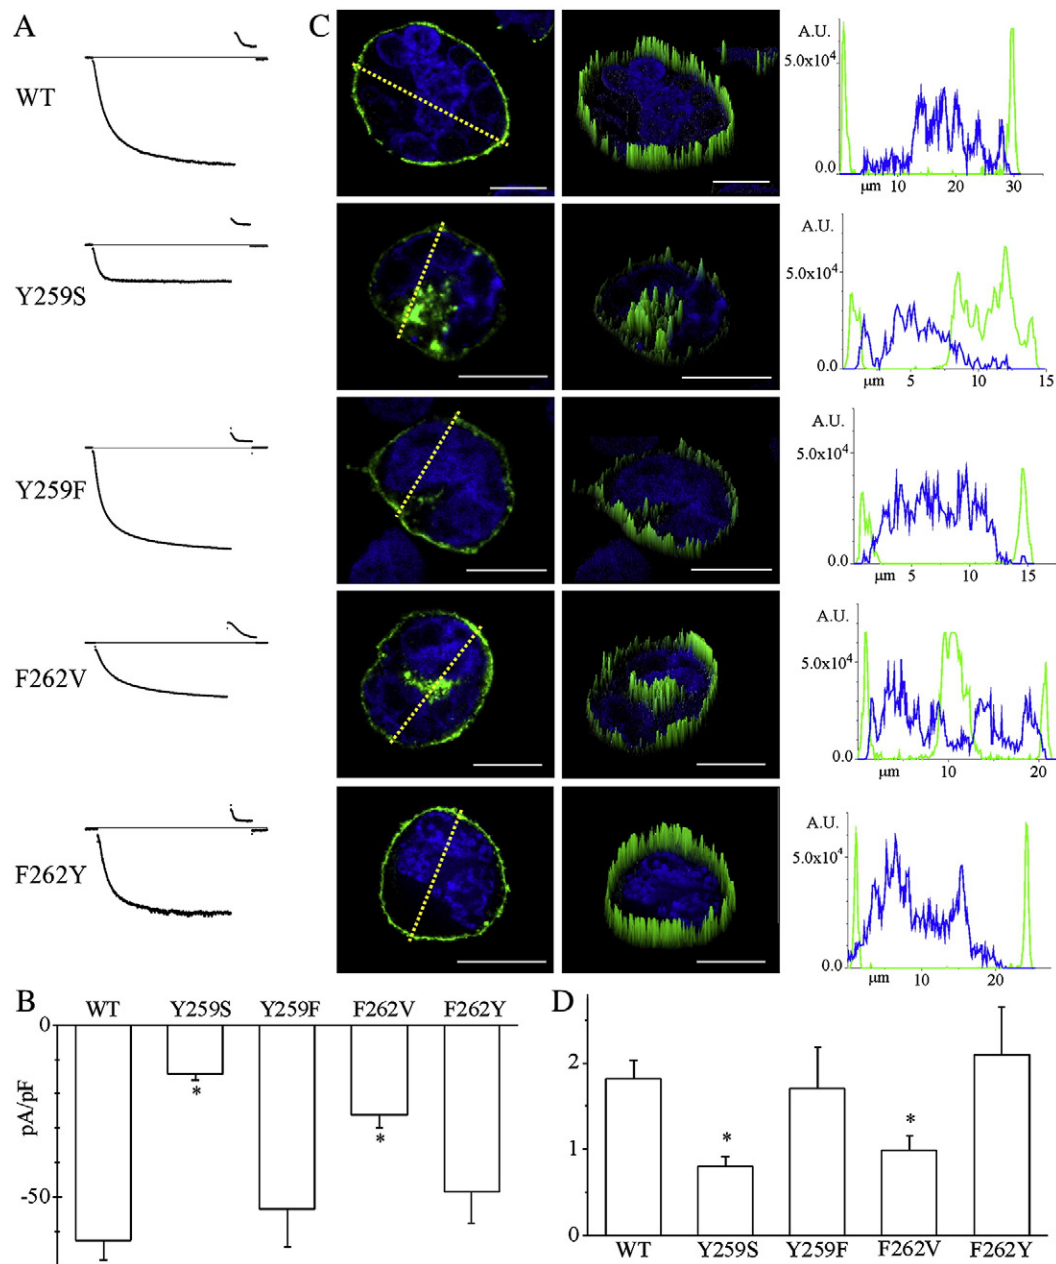 A
C
WT
A.U.
5.0x10⁴
0.0
μm 10 20 30
Y259S
A.U.
5.0x10⁴
0.0
μm 5 10 15
Y259F
A.U.
5.0x10⁴
0.0
μm 5 10 15
F262V
A.U.
5.0x10⁴
0.0
μm 10 20
F262Y
A.U.
5.0x10⁴
0.0
μm 10 20
B
WT Y259S Y259F F262V F262Y
0
pA/pF
-50
* *
D
2
1
0
* *
WT Y259S Y259F F262V F262Y